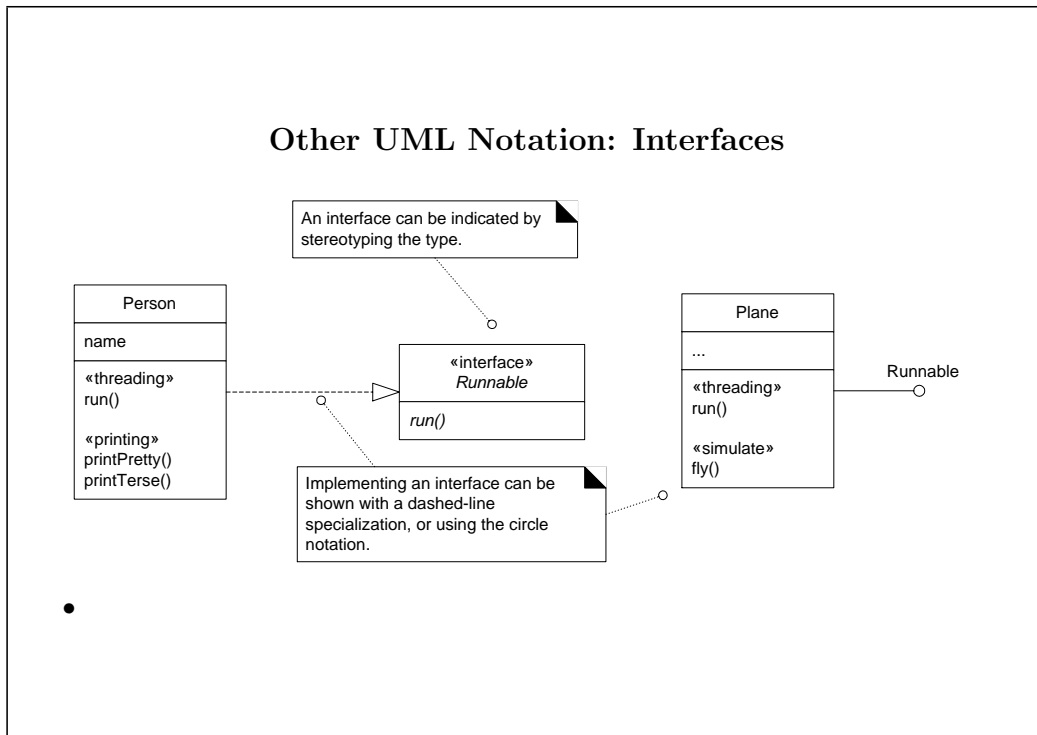 Other UML Notation: Interfaces
An interface can be indicated by
stereotyping the type.
Person
name
«threading»
run()
«printing»
printPretty()
printTerse()
«interface»
Runnable
run()
Implementing an interface can be
shown with a dashed-line
specialization, or using the circle
notation.
Plane
...
«threading»
run()
«simulate»
fly()
Runnable
•